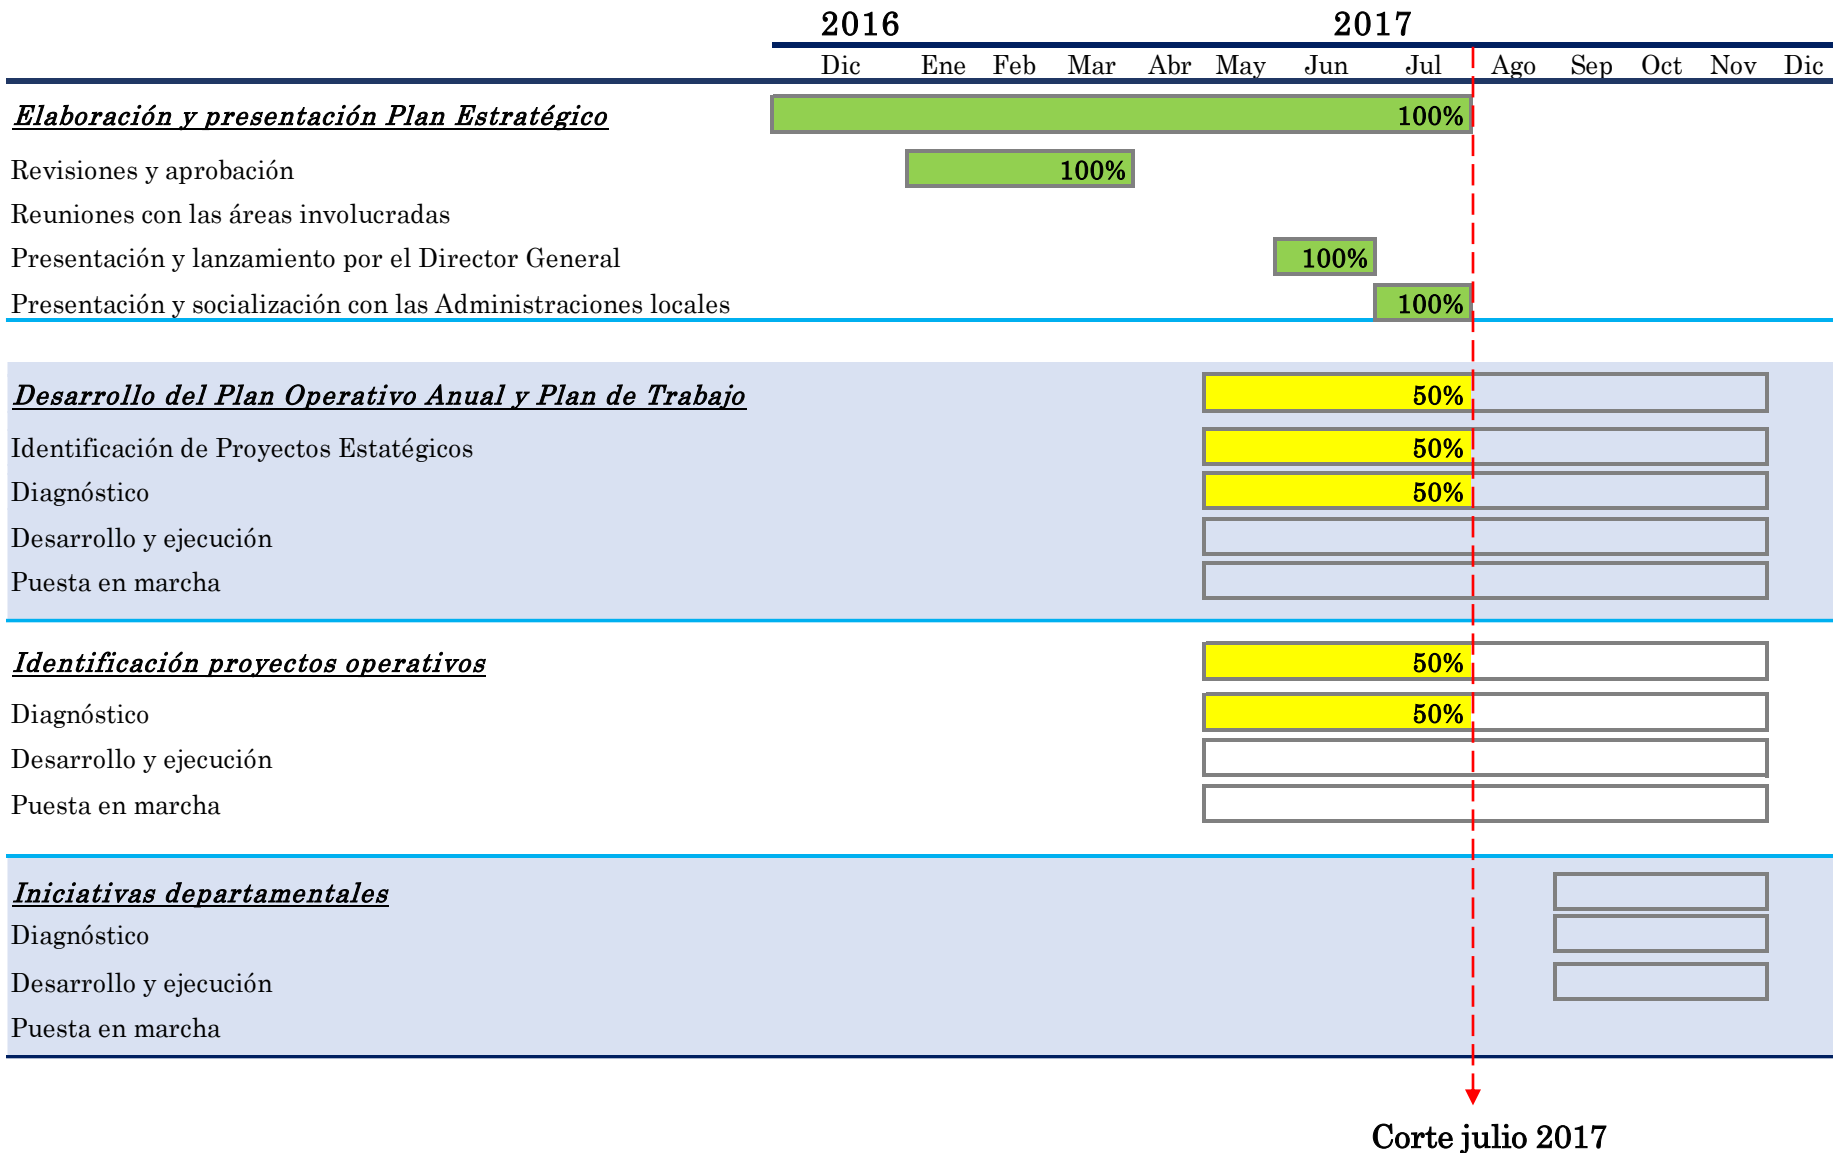 2016 2017
Dic Ene Feb Mar Abr May Jun Jul Ago Sep Oct Nov Dic
Elaboración y presentación Plan Estratégico 100%
Revisiones y aprobación 100%
Reuniones con las áreas involucradas
Presentación y lanzamiento por el Director General 100%
Presentación y socialización con las Administraciones locales 100%
Desarrollo del Plan Operativo Anual y Plan de Trabajo 50%
Identificación de Proyectos Estatégicos 50%
Diagnóstico 50%
Desarrollo y ejecución
Puesta en marcha
Identificación proyectos operativos 50%
Diagnóstico 50%
Desarrollo y ejecución
Puesta en marcha
Iniciativas departamentales
Diagnóstico
Desarrollo y ejecución
Puesta en marcha
Corte julio 2017